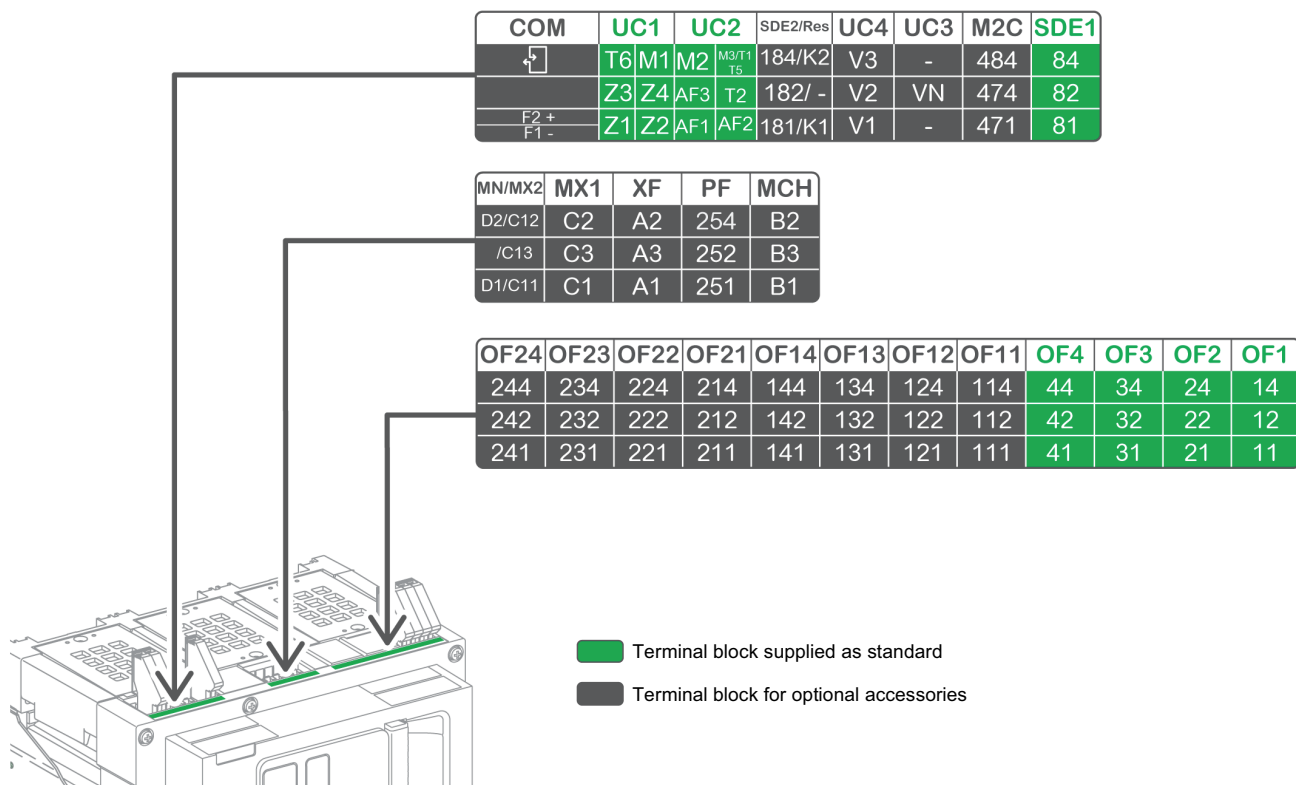 COM UC1 UC2 SDE2/Res UC4 UC3 M2C SDE1
T6 M1 M2 M3/T1 T5 184/K2 V3 - 484 84
Z3 Z4 AF3 T2 182/ - V2 VN 474 82
F2 +
F1 - Z1 Z2 AF1 AF2 181/K1 V1 - 471 81
MN/MX2 MX1 XF PF MCH
D2/C12 C2 A2 254 B2
/C13 C3 A3 252 B3
D1/C11 C1 A1 251 B1
OF24 OF23 OF22 OF21 OF14 OF13 OF12 OF11 OF4 OF3 OF2 OF1
244 234 224 214 144 134 124 114 44 34 24 14
242 232 222 212 142 132 122 112 42 32 22 12
241 231 221 211 141 131 121 111 41 31 21 11
Terminal block supplied as standard
Terminal block for optional accessories